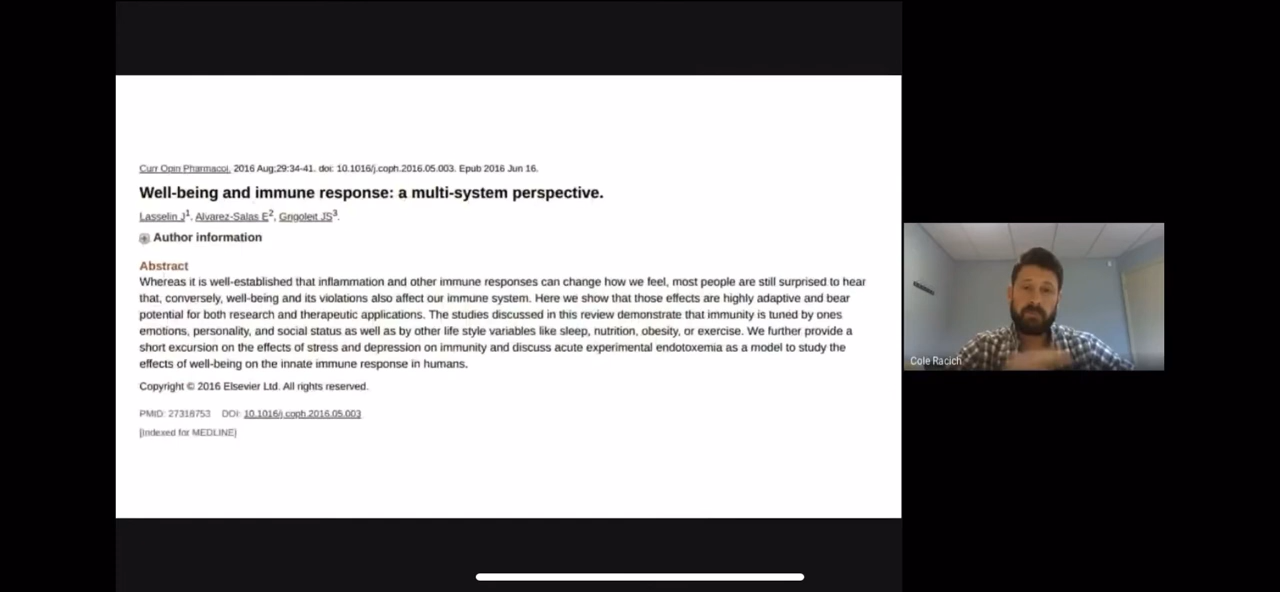 Curr Opin Pharmacol. 2016 Aug;29:34-41. doi: 10.1016/j.coph.2016.05.003. Epub 2016 Jun 16.
Well-being and immune response: a multi-system perspective.
Lasselin J1, Alvarez-Salas E2, Grigoleit JS3.
Author information
Abstract
Whereas it is well-established that inflammation and other immune responses can change how we feel, most people are still surprised to hear
that, conversely, well-being and its violations also affect our immune system. Here we show that those effects are highly adaptive and bear
potential for both research and therapeutic applications. The studies discussed in this review demonstrate that immunity is tuned by ones
emotions, personality, and social status as well as by other life style variables like sleep, nutrition, obesity, or exercise. We further provide a
short excursion on the effects of stress and depression on immunity and discuss acute experimental endotoxemia as a model to study the
effects of well-being on the innate immune response in humans.
Copyright © 2016 Elsevier Ltd. All rights reserved.
PMID: 27318753 DOI: 10.1016/j.coph.2016.05.003
[Indexed for MEDLINE]
Cole Racich